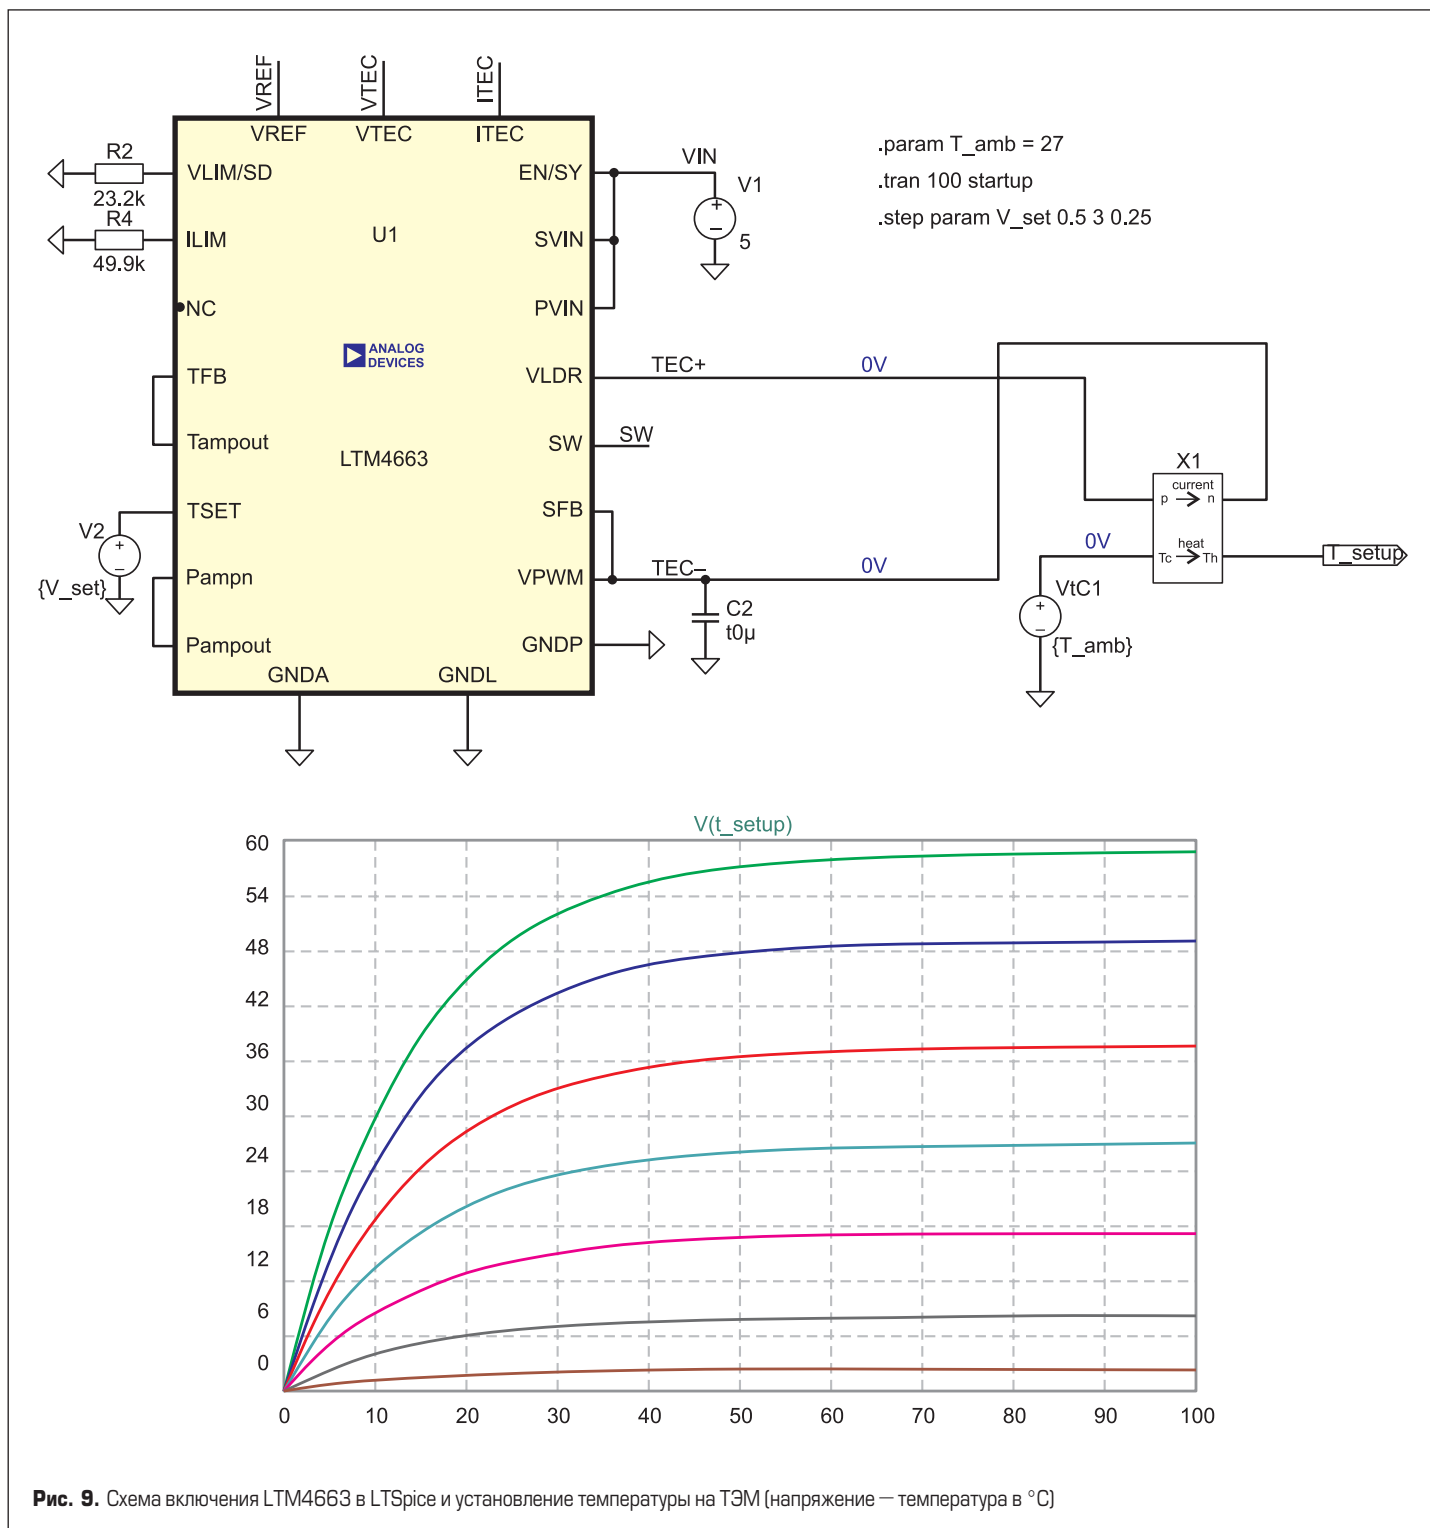 VREF
VTEC
ITEC
VREF
VTEC
ITEC
R2
23.2k
R4
49.9k
VLIM/SD
ILIM
NC
TFB
Tampout
TSET
Pampn
Pampout
U1
ANALOG
DEVICES
LTM4663
EN/SY
SVIN
PVIN
VLDR
SW
SFB
VPWM
GNDP
GNDA
GNDL
V2
+
−
{V_set}
VIN
V1
+
−
5
.param T_amb = 27
.tran 100 startup
.step param V_set 0.5 3 0.25
TEC+
0V
SW
TEC–
0V
C2
t0µ
X1
current
p
n
heat
Tc
Th
0V
T_setup
VtC1
+
−
{T_amb}
V(t_setup)
60
54
48
42
36
30
24
18
12
6
0
0 10 20 30 40 50 60 70 80 90 100
Рис. 9. Схема включения LTM4663 в LTSpice и установление температуры на ТЭМ (напряжение — температура в °C)